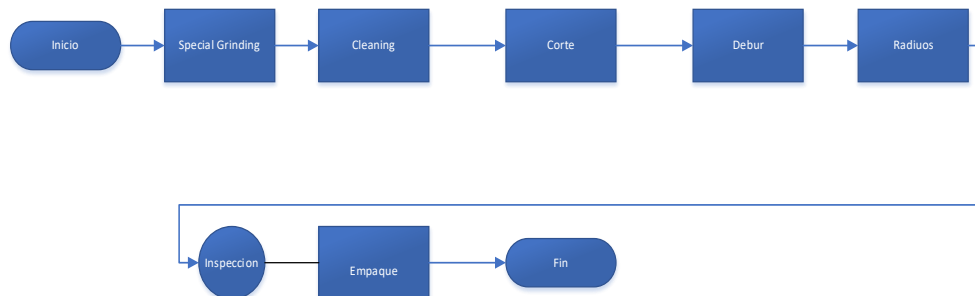 Inicio
Special Grinding
Cleaning
Corte
Debur
Radiuos
Inspeccion
Empaque
Fin